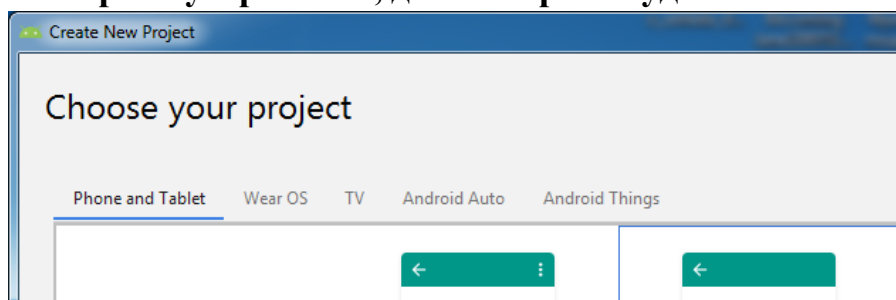 Create New Project
Choose your project
Phone and Tablet Wear OS TV Android Auto Android Things